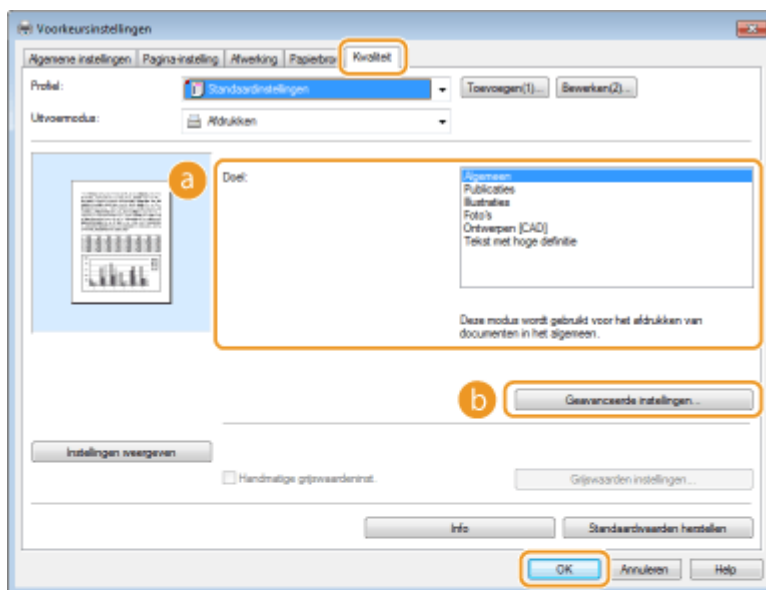 Voorkeursinstellingen
Algemene instellingen Pagina-instelling Afwerking Papierbro Kwaliteit
Profiel: Standaardinstellingen Toevoegen(1)... Bewerken(2)...
Uitvoermodus: Afdrukken
a
Doel:
Algemeen
Publicaties
Illustraties
Foto's
Ontwerpen [CAD]
Tekst met hoge definitie
Deze modus wordt gebruikt voor het afdrukken van
documenten in het algemeen.
b Geavanceerde instellingen...
Instellingen weergeven
Handmatige grijswaardeninst. Grijswaarden instellingen...
Info Standaardwaarden herstellen
OK Annuleren Help